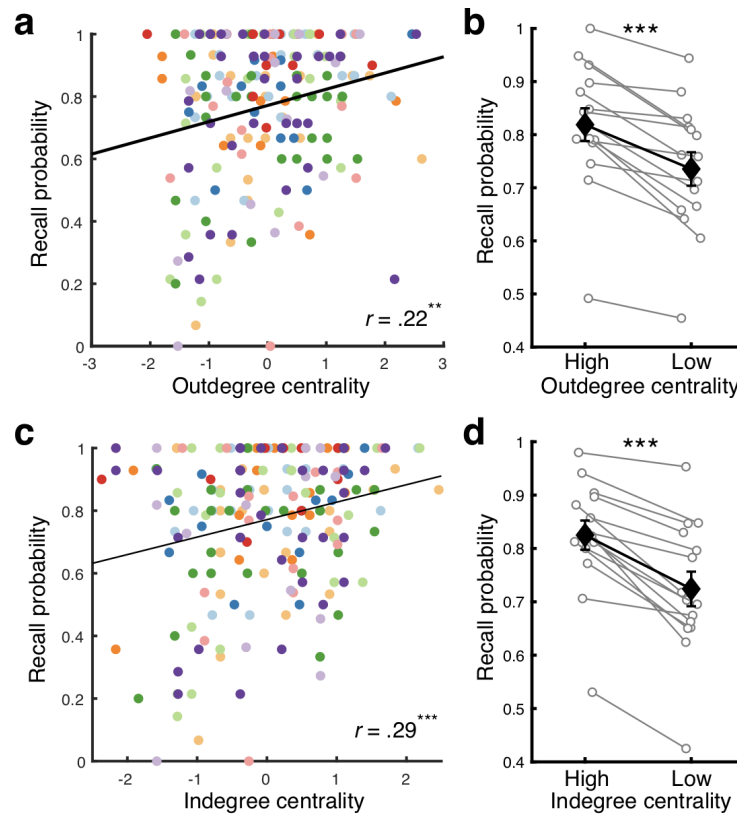 a
Recall probability
1
0.8
0.6
0.4
0.2
0
-3 -2 -1 0 1 2 3
Outdegree centrality
r = .22**
b
***
1
0.9
0.8
0.7
0.6
0.5
0.4
High Low
Outdegree centrality
c
Recall probability
1
0.8
0.6
0.4
0.2
0
-2 -1 0 1 2
Indegree centrality
r = .29***
d
***
1
0.9
0.8
0.7
0.6
0.5
0.4
High Low
Indegree centrality